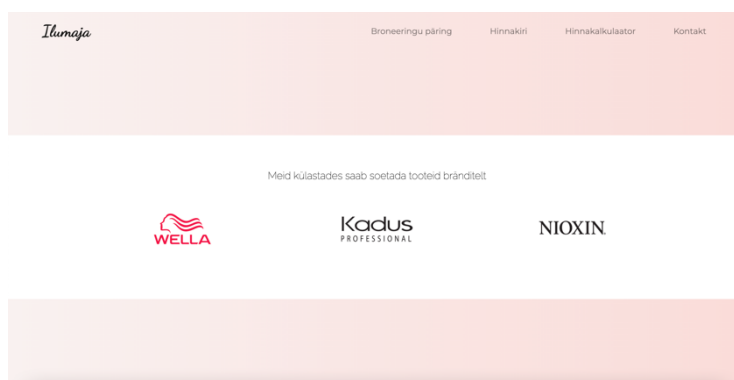 Ilumaja
Broneeringu päring Hinnakiri Hinnakalkulaator Kontakt
Meid külastades saab soetada tooteid bränditelt
WELLA
Kadus
PROFESSIONAL
NIOXIN